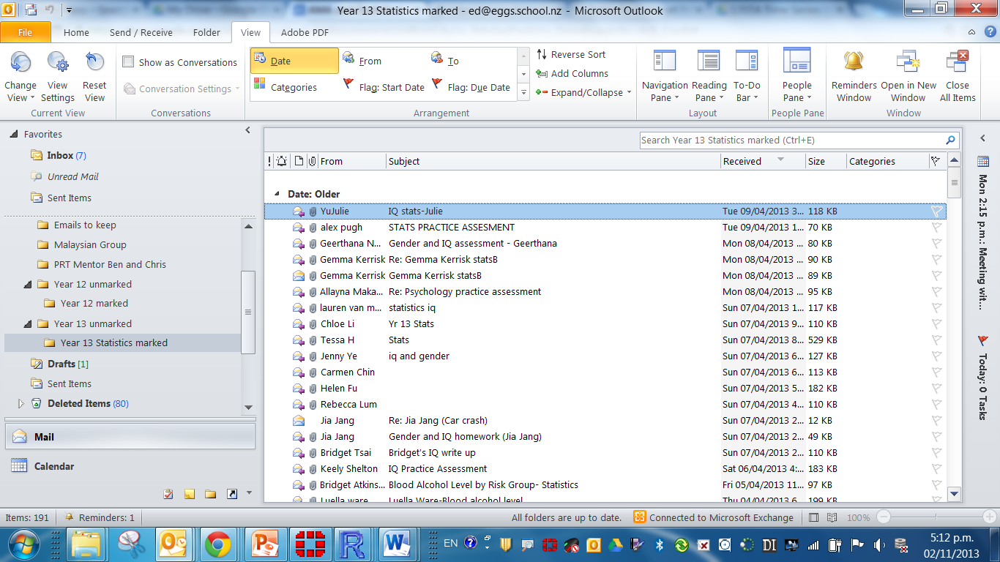 Year 13 Statistics marked - ed@eggs.school.nz - Microsoft Outlook
File Home Send / Receive Folder View Adobe PDF
Change View
View Settings
Reset View
Current View
Show as Conversations
Conversation Settings
Conversations
Date From To
Categories Flag: Start Date Flag: Due Date
Arrangement
Reverse Sort
Add Columns
Expand/Collapse
Navigation Pane
Reading Pane
To-Do Bar
Layout
People Pane
People Pane
Reminders Window
Open in New Window
Close All Items
Window
Favorites
Inbox (7)
Unread Mail
Sent Items
Emails to keep
Malaysian Group
PRT Mentor Ben and Chris
Year 12 unmarked
Year 12 marked
Year 13 unmarked
Year 13 Statistics marked
Drafts [1]
Sent Items
Deleted Items (80)
Mail
Calendar
Search Year 13 Statistics marked (Ctrl+E)
From Subject Received Size Categories
Date: Older
YuJulie IQ stats-Julie Tue 09/04/2013 3... 118 KB
alex pugh STATS PRACTICE ASSESMENT Tue 09/04/2013 1... 70 KB
Geerthana N... Gender and IQ assessment - Geerthana Mon 08/04/2013 ... 80 KB
Gemma Kerrisk Re: Gemma Kerrisk statsB Mon 08/04/2013 ... 90 KB
Gemma Kerrisk Gemma Kerrisk statsB Mon 08/04/2013 ... 89 KB
Allayna Maka... Re: Psychology practice assessment Mon 08/04/2013 ... 95 KB
lauren van m... statistics iq Sun 07/04/2013 1... 117 KB
Chloe Li Yr 13 Stats Sun 07/04/2013 9... 110 KB
Tessa H Stats Sun 07/04/2013 8... 529 KB
Jenny Ye iq and gender Sun 07/04/2013 6... 127 KB
Carmen Chin Sun 07/04/2013 6... 113 KB
Helen Fu Sun 07/04/2013 5... 182 KB
Rebecca Lum Sun 07/04/2013 4... 110 KB
Jia Jang Re: Jia Jang (Car crash) Sun 07/04/2013 2... 12 KB
Jia Jang Gender and IQ homework (Jia Jang) Sun 07/04/2013 2... 49 KB
Bridget Tsai Bridget's IQ write up Sun 07/04/2013 2... 110 KB
Keely Shelton IQ Practice Assessment Sat 06/04/2013 4:... 183 KB
Bridget Atkins... Blood Alcohol Level by Risk Group- Statistics Fri 05/04/2013 11... 97 KB
Luella ware Luella Ware-Blood alcohol level Thu 04/04/2013 6... 199 KB
Mon 2:15 p.m.: Meeting wit...
Today: 0 Tasks
Items: 191 Reminders: 1 All folders are up to date. Connected to Microsoft Exchange 100%
EN DI 5:12 p.m.
02/11/2013